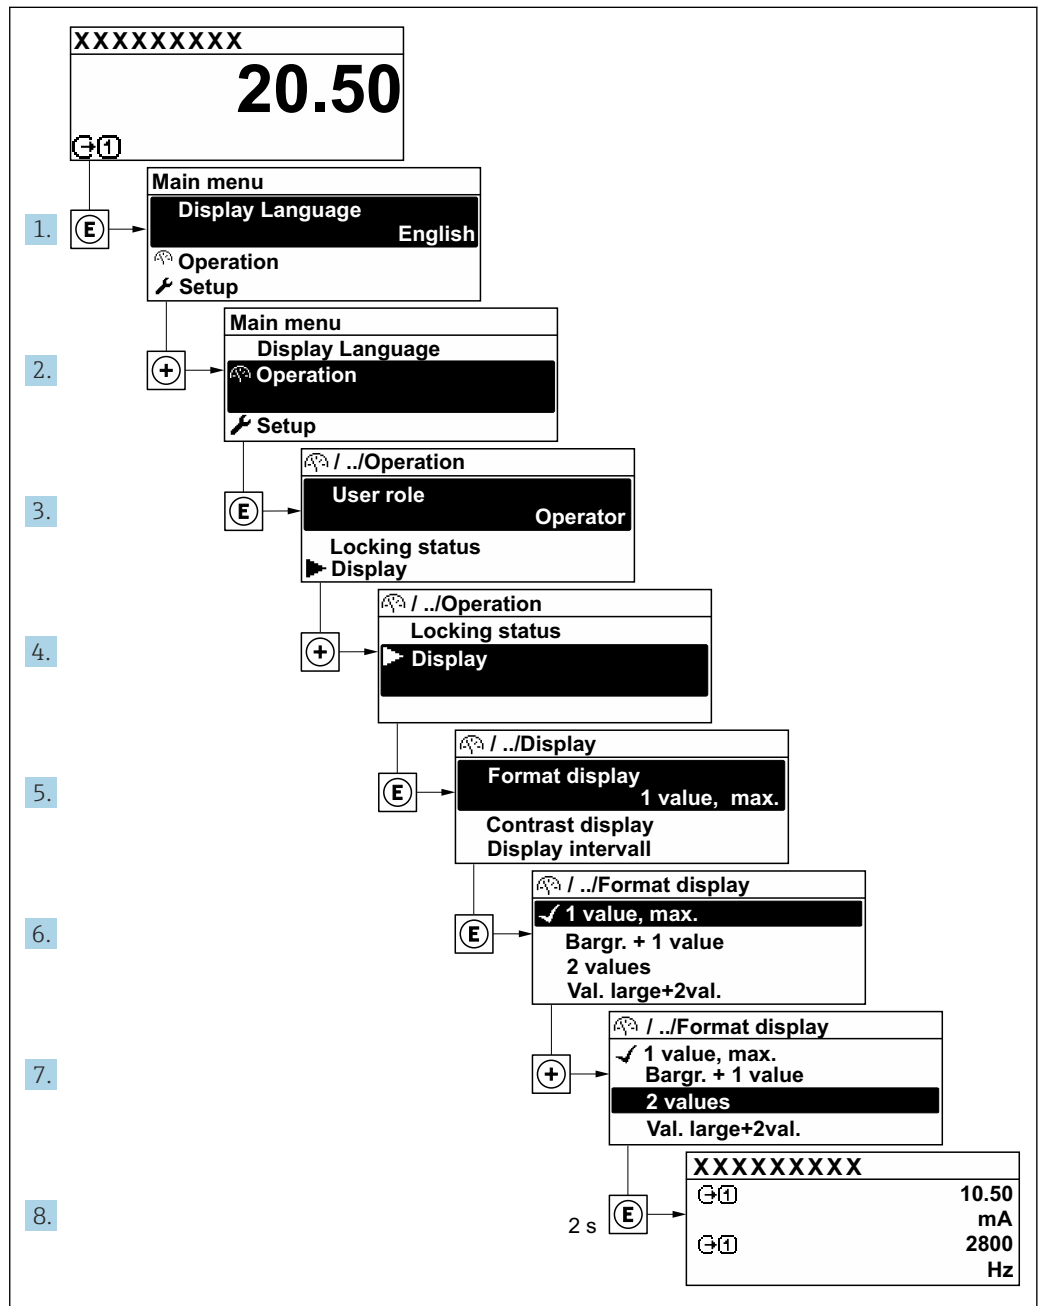 XXXXXXXXX
20.50
1
Main menu
1.
E
Display Language
English
Operation
Setup
Main menu
Display Language
2.
+
Operation
Setup
/ ../Operation
User role
3.
E
Operator
Locking status
Display
/ ../Operation
Locking status
4.
+
Display
/ ../Display
Format display
5.
E
1 value, max.
Contrast display
Display intervall
/ ../Format display
1 value, max.
6.
E
Bargr. + 1 value
2 values
Val. large+2val.
/ ../Format display
1 value, max.
7.
+
Bargr. + 1 value
2 values
Val. large+2val.
XXXXXXXXX
1 10.50
8.
2 s
E
mA
1 2800
Hz